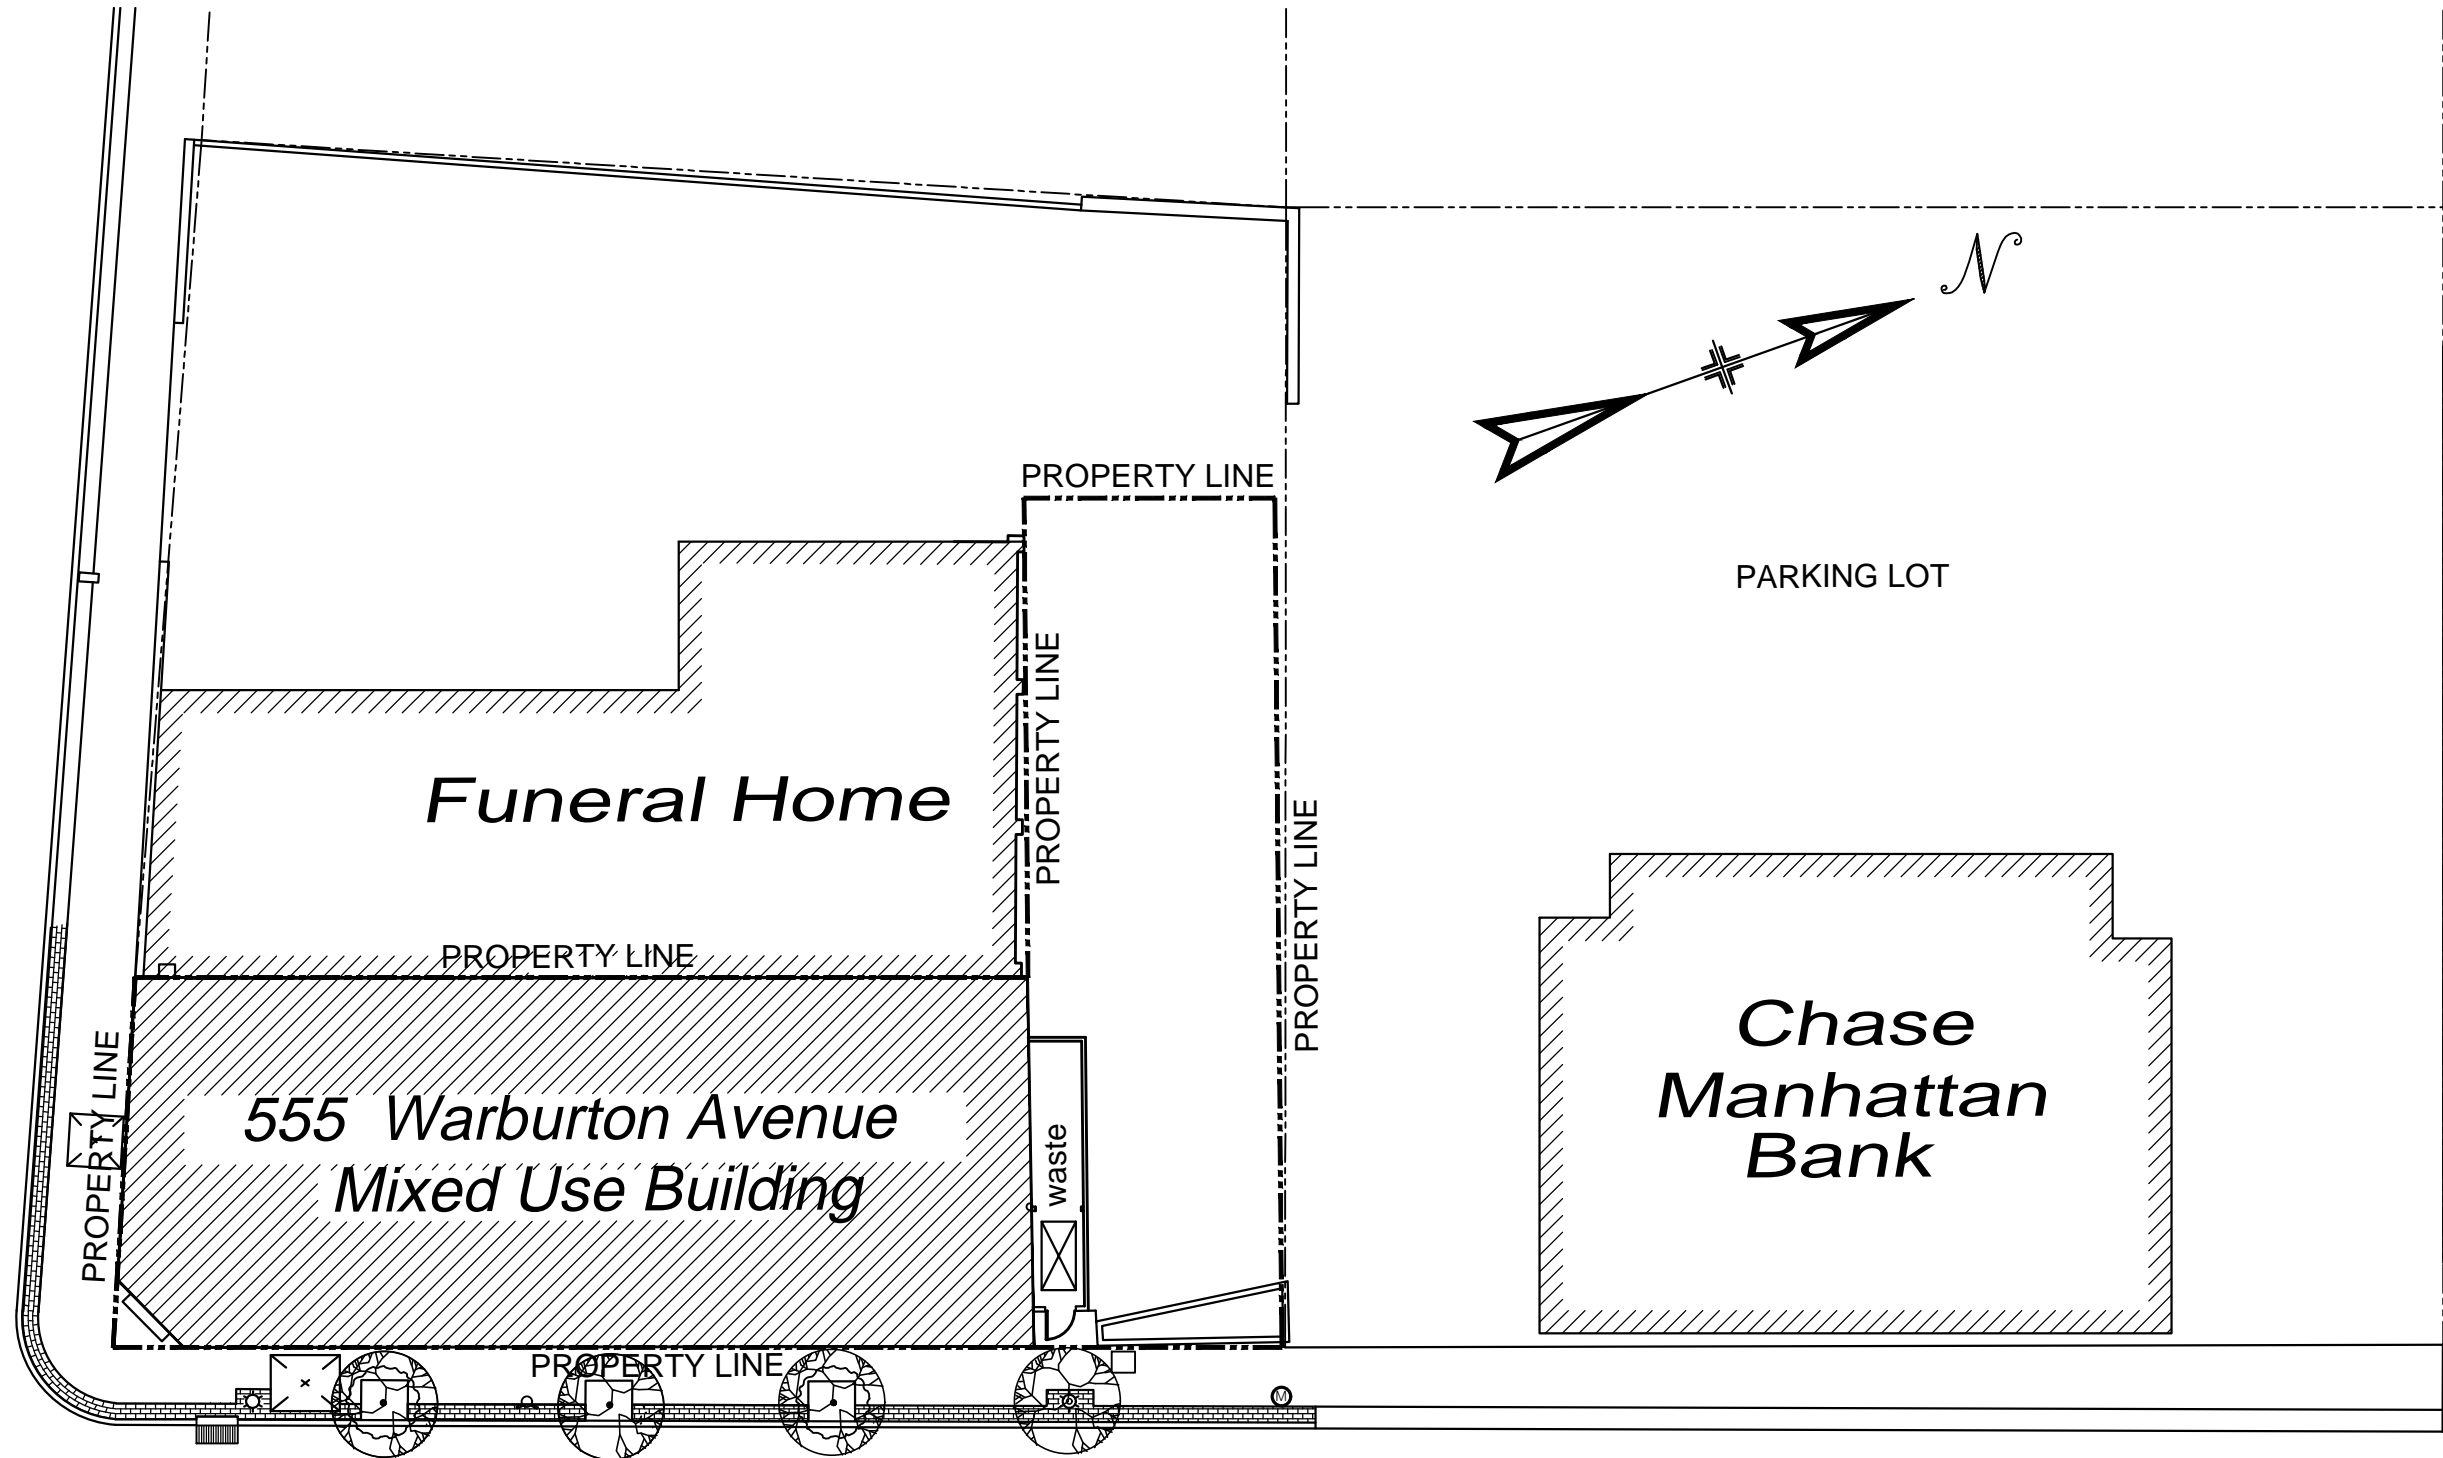 N
PROPERTY LINE
PARKING LOT
PROPERTY LINE
Funeral Home
PROPERTY LINE
PROPERTY LINE
PROPERTY LINE
555 Warburton Avenue
Mixed Use Building
waste
Chase
Manhattan
Bank
PROPERTY LINE
M